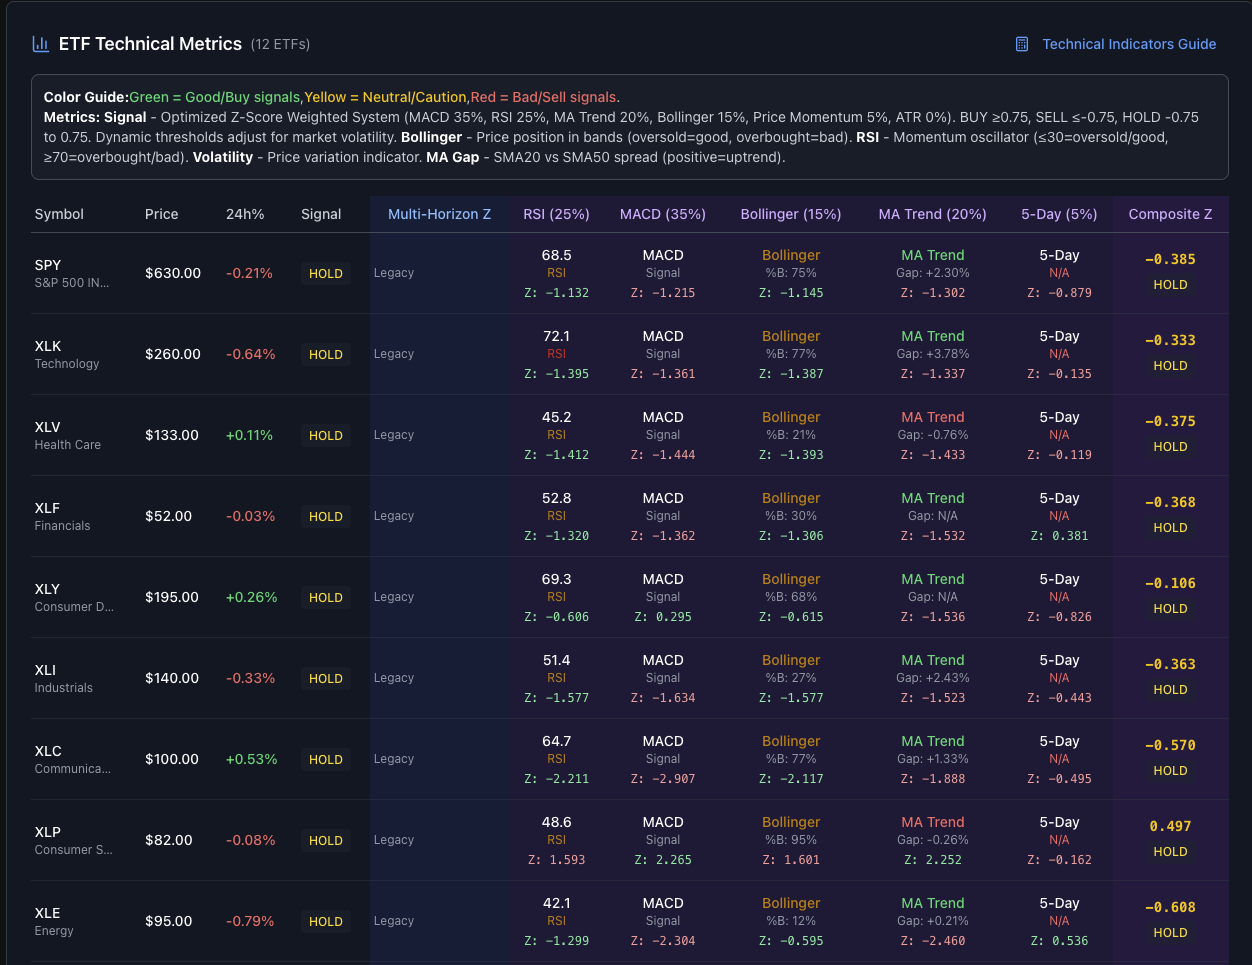 ETF Technical Metrics (12 ETFs)
Technical Indicators Guide
Color Guide:Green = Good/Buy signals,Yellow = Neutral/Caution,Red = Bad/Sell signals.
Metrics: Signal - Optimized Z-Score Weighted System (MACD 35%, RSI 25%, MA Trend 20%, Bollinger 15%, Price Momentum 5%, ATR 0%). BUY ≥0.75, SELL ≤-0.75, HOLD -0.75
to 0.75. Dynamic thresholds adjust for market volatility. Bollinger - Price position in bands (oversold=good, overbought=bad). RSI - Momentum oscillator (≤30=oversold/good,
≥70=overbought/bad). Volatility - Price variation indicator. MA Gap - SMA20 vs SMA50 spread (positive=uptrend).
Symbol Price 24h% Signal Multi-Horizon Z RSI (25%) MACD (35%) Bollinger (15%) MA Trend (20%) 5-Day (5%) Composite Z
68.5 MACD Bollinger MA Trend 5-Day
SPY $630.00 -0.21% HOLD Legacy RSI Signal %B: 75% Gap: +2.30% N/A -0.385
S&P 500 IN... Z: -1.132 Z: -1.215 Z: -1.145 Z: -1.302 Z: -0.879 HOLD
72.1 MACD Bollinger MA Trend 5-Day
XLK $260.00 -0.64% HOLD Legacy RSI Signal %B: 77% Gap: +3.78% N/A -0.333
Technology Z: -1.395 Z: -1.361 Z: -1.387 Z: -1.337 Z: -0.135 HOLD
45.2 MACD Bollinger MA Trend 5-Day
XLV $133.00 +0.11% HOLD Legacy RSI Signal %B: 21% Gap: -0.76% N/A -0.375
Health Care Z: -1.412 Z: -1.444 Z: -1.393 Z: -1.433 Z: -0.119 HOLD
52.8 MACD Bollinger MA Trend 5-Day
XLF $52.00 -0.03% HOLD Legacy RSI Signal %B: 30% Gap: N/A N/A -0.368
Financials Z: -1.320 Z: -1.362 Z: -1.306 Z: -1.532 Z: 0.381 HOLD
69.3 MACD Bollinger MA Trend 5-Day
XLY $195.00 +0.26% HOLD Legacy RSI Signal %B: 68% Gap: N/A N/A -0.106
Consumer D... Z: -0.606 Z: 0.295 Z: -0.615 Z: -1.536 Z: -0.826 HOLD
51.4 MACD Bollinger MA Trend 5-Day
XLI $140.00 -0.33% HOLD Legacy RSI Signal %B: 27% Gap: +2.43% N/A -0.363
Industrials Z: -1.577 Z: -1.634 Z: -1.577 Z: -1.523 Z: -0.443 HOLD
64.7 MACD Bollinger MA Trend 5-Day
XLC $100.00 +0.53% HOLD Legacy RSI Signal %B: 77% Gap: +1.33% N/A -0.570
Communica... Z: -2.211 Z: -2.907 Z: -2.117 Z: -1.888 Z: -0.495 HOLD
48.6 MACD Bollinger MA Trend 5-Day
XLP $82.00 -0.08% HOLD Legacy RSI Signal %B: 95% Gap: -0.26% N/A 0.497
Consumer S... Z: 1.593 Z: 2.265 Z: 1.601 Z: 2.252 Z: -0.162 HOLD
42.1 MACD Bollinger MA Trend 5-Day
XLE $95.00 -0.79% HOLD Legacy RSI Signal %B: 12% Gap: +0.21% N/A -0.608
Energy Z: -1.299 Z: -2.304 Z: -0.595 Z: -2.460 Z: 0.536 HOLD